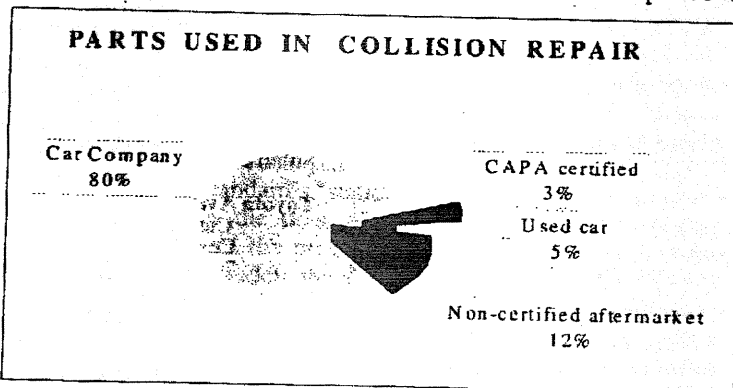 PARTS USED IN COLLISION REPAIR
Car Company
80%
CAPA certified
3%
Used car
5%
Non-certified aftermarket
12%